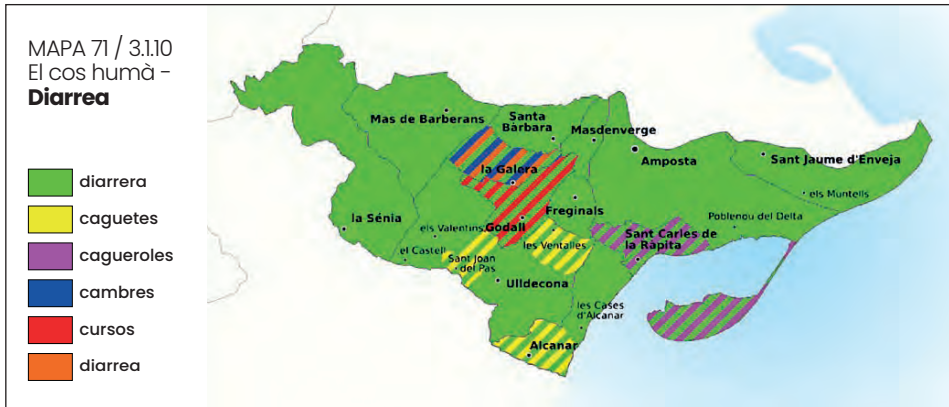 MAPA 71 / 3.1.10
El cos humà -
Diarrea
diarrera
caguetes
cagueroles
cambres
cursos
diarrea
Mas de Barberans
Santa
Bàrbara
Masdenverge
Amposta
Sant Jaume d'Enveja
els Muntells
la Galera
Freginals
Poblenou del Delta
la Sénia
els Valentins
Godall
les Ventalles
Sant Carles de
la Ràpita
el Castell
Sant Joan
del Pas
Ulldecona
les Cases
d'Alcanar
Alcanar